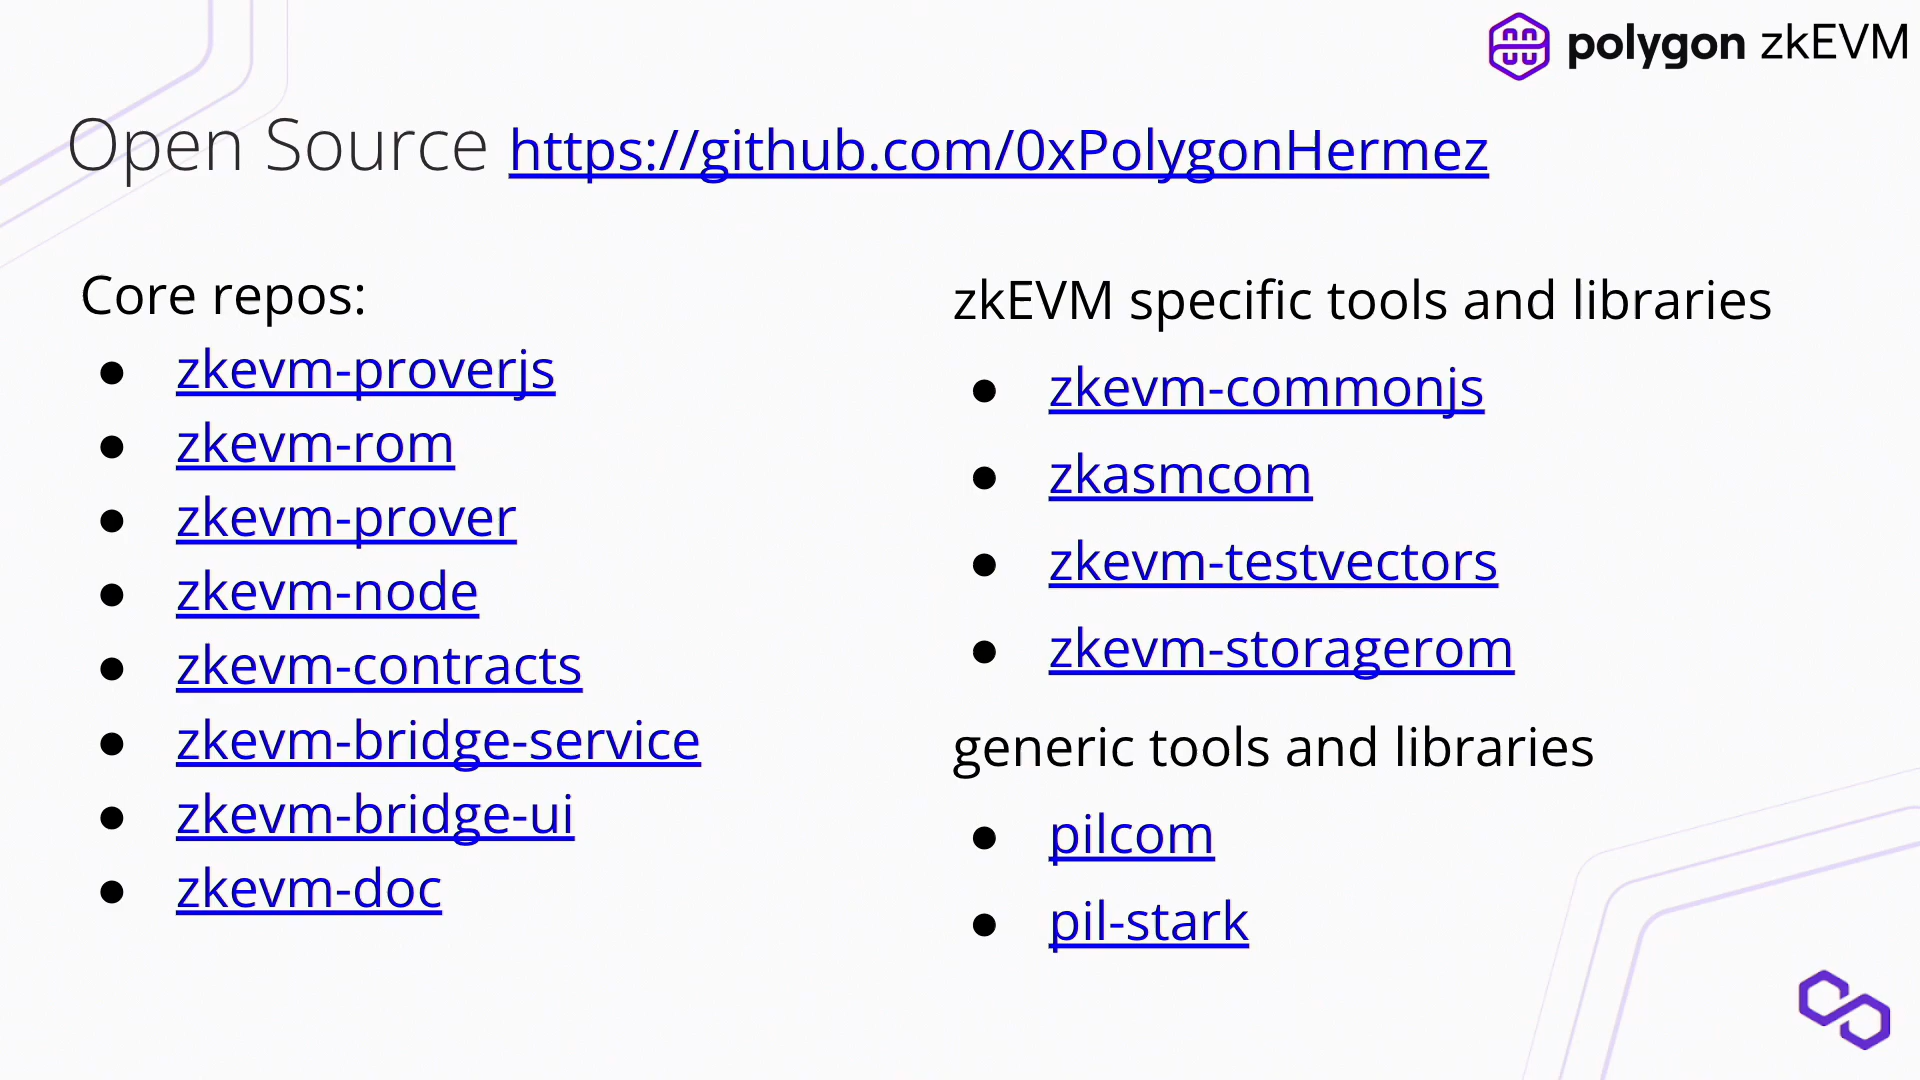 polygon zkEVM
Open Source https://github.com/0xPolygonHermez
Core repos:
● zkevm-proverjs
● zkevm-rom
● zkevm-prover
● zkevm-node
● zkevm-contracts
● zkevm-bridge-service
● zkevm-bridge-ui
● zkevm-doc
zkEVM specific tools and libraries
● zkevm-commonjs
● zkasmcom
● zkevm-testvectors
● zkevm-storagerom
generic tools and libraries
● pilcom
● pil-stark